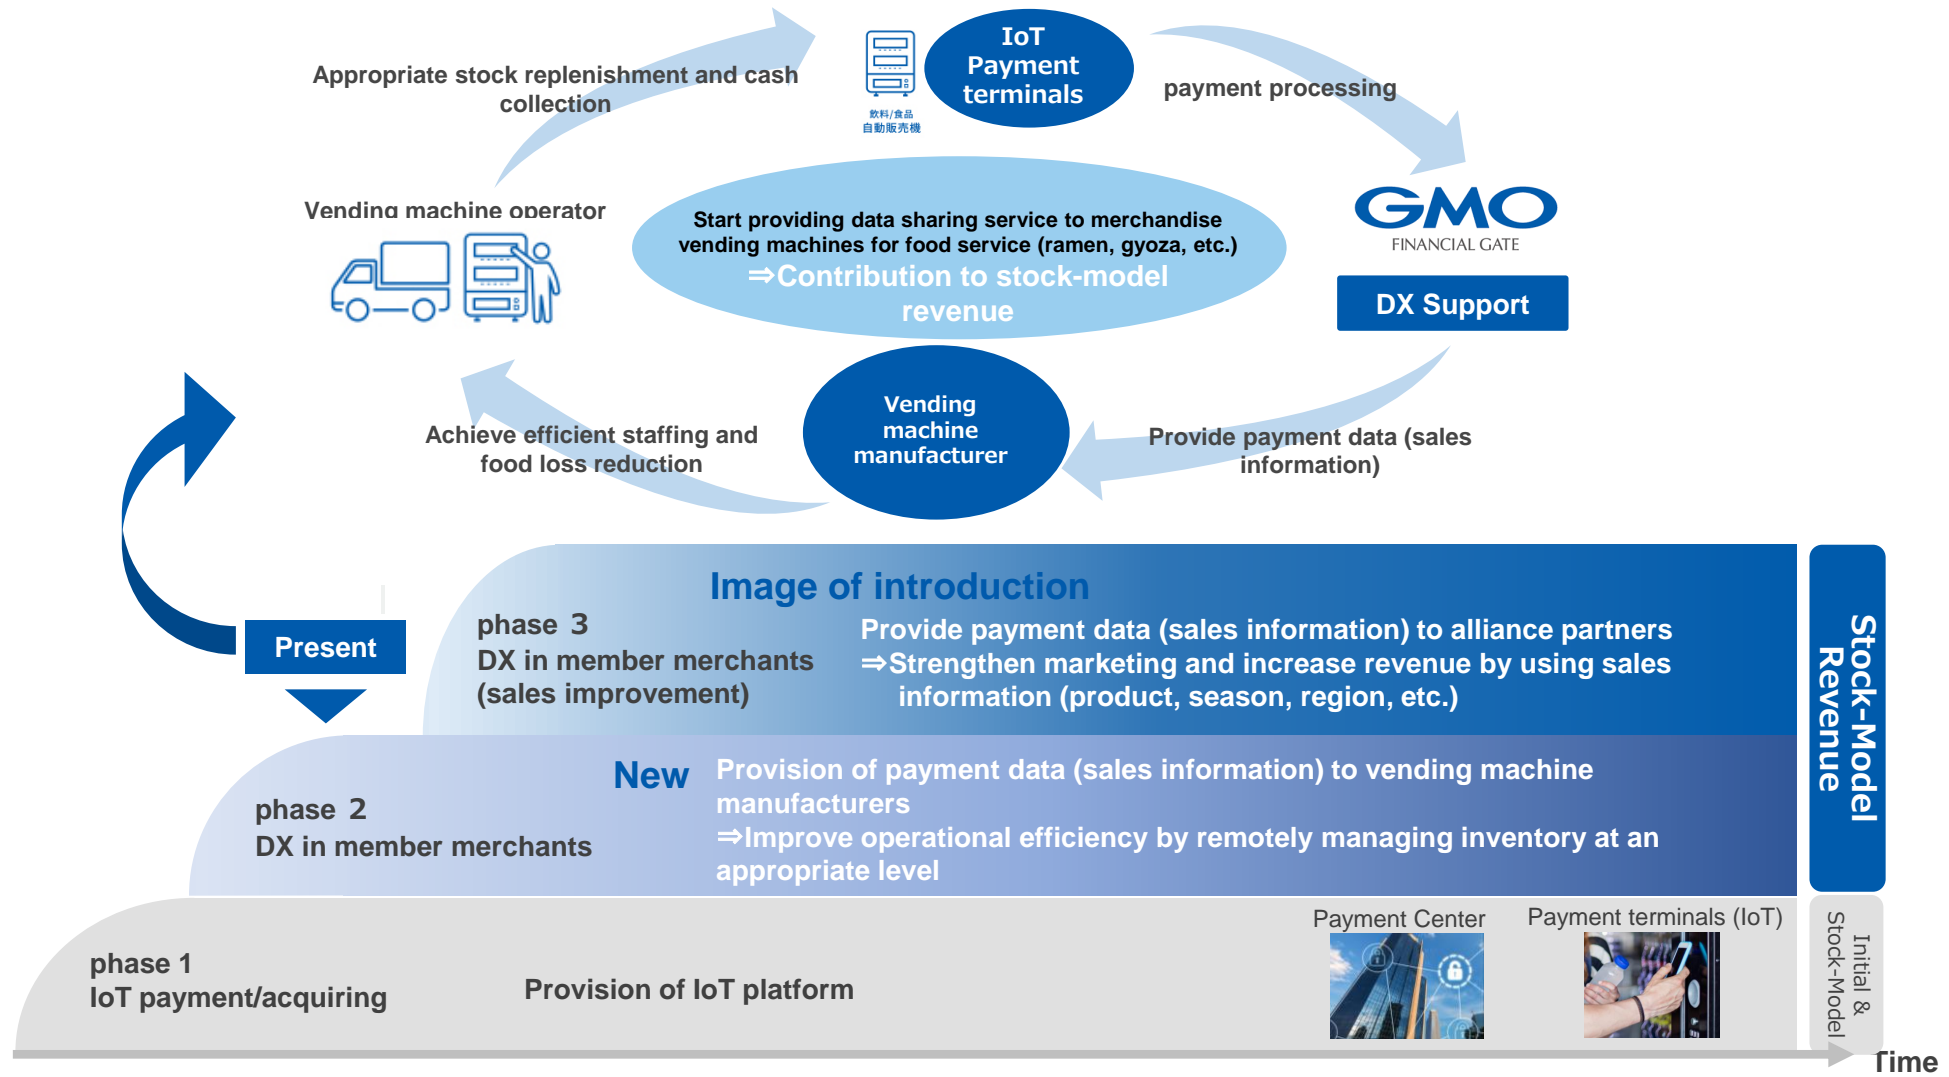 IoT
Payment
terminals
飲料/食品
自動販売機
Appropriate stock replenishment and cash
collection
payment processing
Vending machine operator
Start providing data sharing service to merchandise
vending machines for food service (ramen, gyoza, etc.)
⇒Contribution to stock-model
revenue
GMO
FINANCIAL GATE
DX Support
Vending
machine
manufacturer
Achieve efficient staffing and
food loss reduction
Provide payment data (sales
information)
Image of introduction
Present
phase 3
DX in member merchants
(sales improvement)
Provide payment data (sales information) to alliance partners
⇒Strengthen marketing and increase revenue by using sales
information (product, season, region, etc.)
Stock-Model
Revenue
New
phase 2
DX in member merchants
Provision of payment data (sales information) to vending machine
manufacturers
⇒Improve operational efficiency by remotely managing inventory at an
appropriate level
phase 1
IoT payment/acquiring
Provision of IoT platform
Payment Center
Payment terminals (IoT)
Initial &
Stock-Model
Time